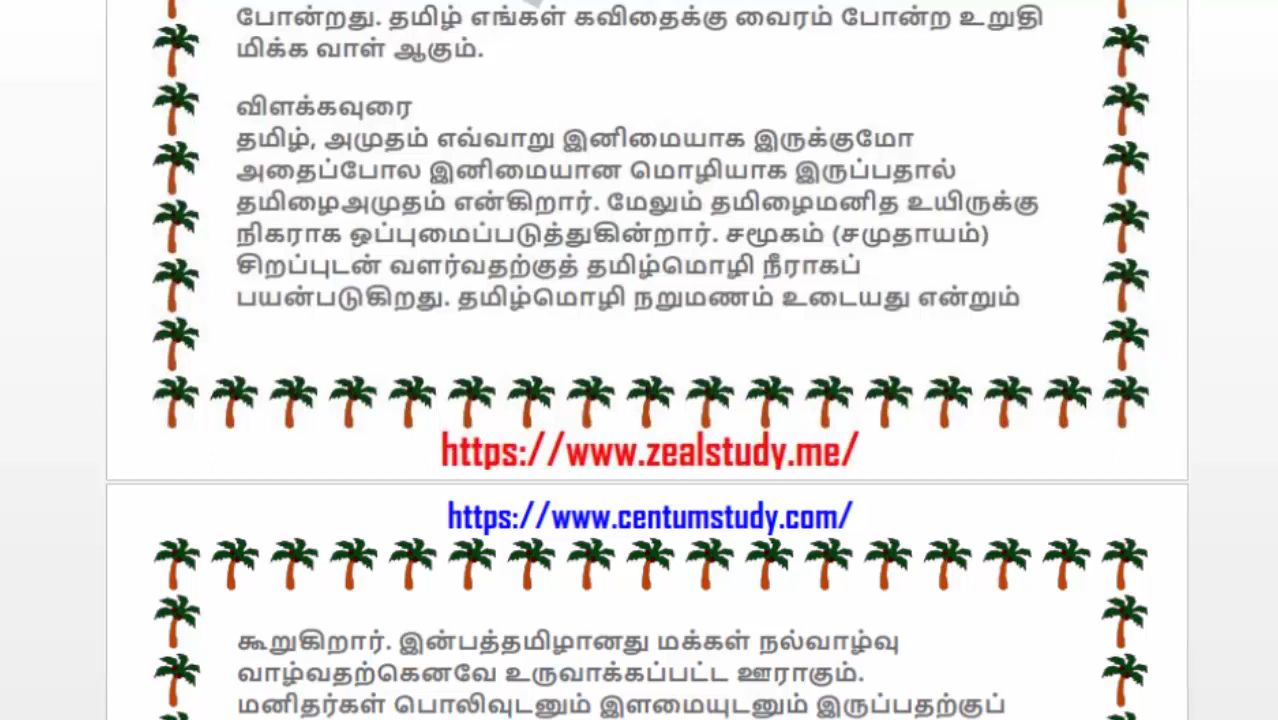 போன்றது. தமிழ் எங்கள் கவிதைக்கு வைரம் போன்ற உறுதி
மிக்க வாள் ஆகும்.
விளக்கவுரை
தமிழ், அமுதம் எவ்வாறு இனிமையாக இருக்குமோ
அதைப்போல இனிமையான மொழியாக இருப்பதால்
தமிழைஅமுதம் என்கிறார். மேலும் தமிழைமனித உயிருக்கு
நிகராக ஒப்புமைப்படுத்துகின்றார். சமூகம் (சமுதாயம்)
சிறப்புடன் வளர்வதற்குத் தமிழ்மொழி நீராகப்
பயன்படுகிறது. தமிழ்மொழி நறுமணம் உடையது என்றும்
https://www.zealstudy.me/
https://www.centumstudy.com/
கூறுகிறார். இன்பத்தமிழானது மக்கள் நல்வாழ்வு
வாழ்வதற்கெனவே உருவாக்கப்பட்ட ஊராகும்.
மனிதர்கள் பொலிவுடனும் இளமையுடனும் இருப்பதற்குப்